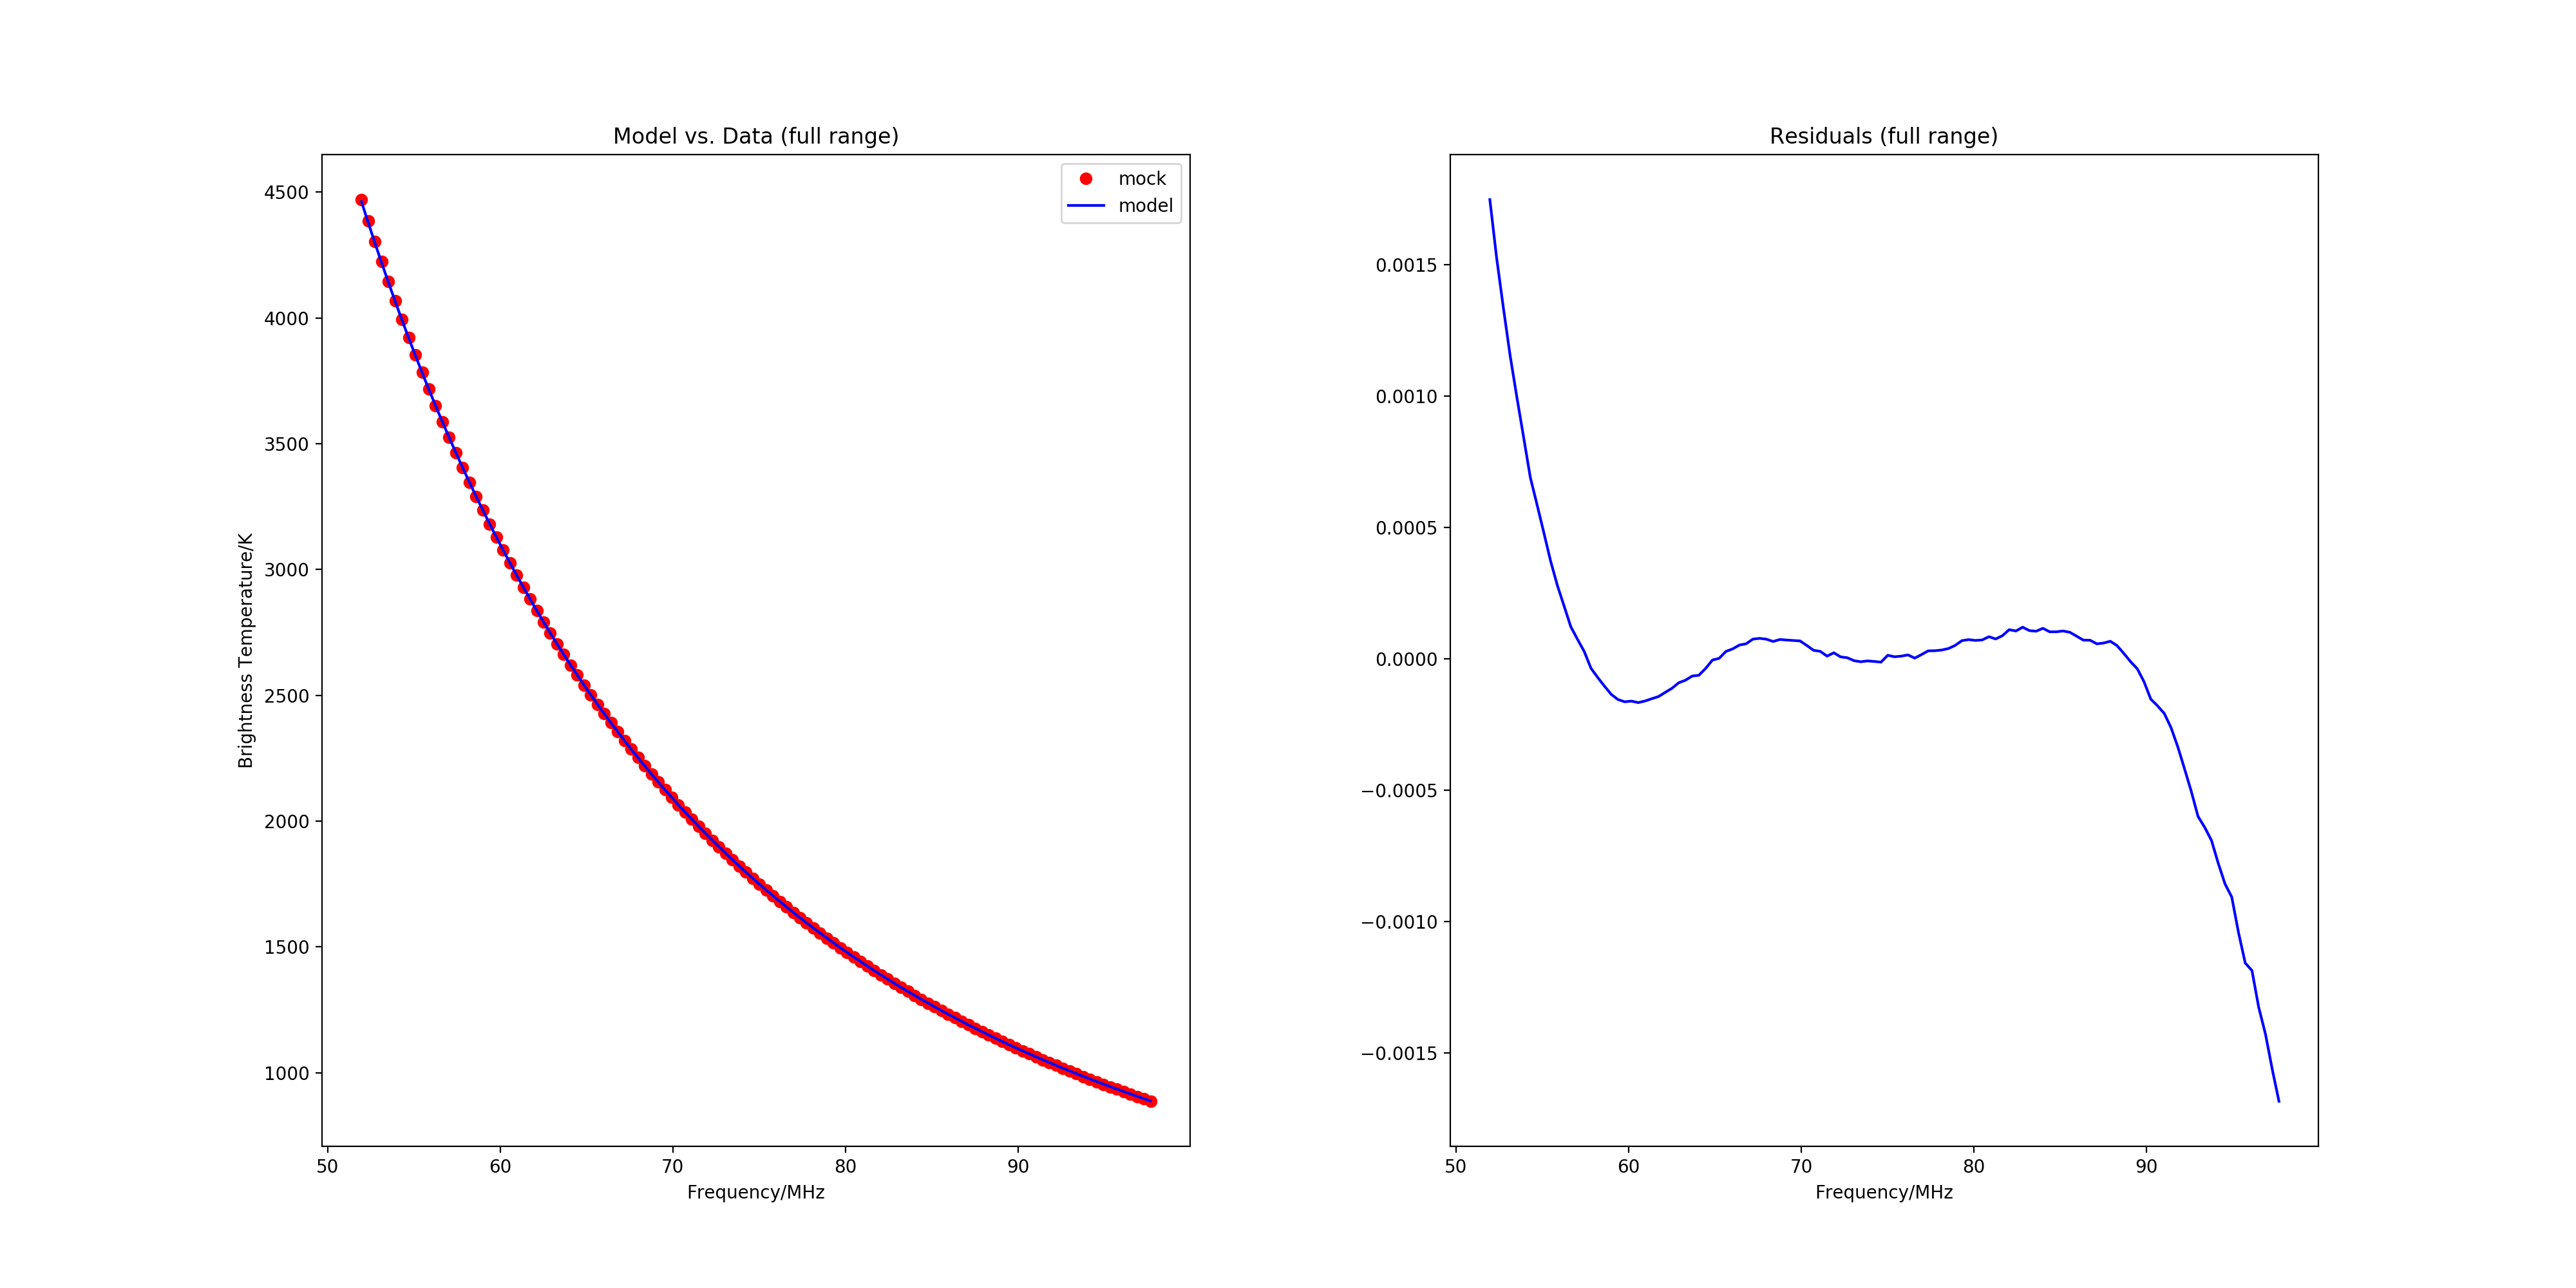 Model vs. Data (full range)
mock
model
4500
4000
3500
3000
2500
2000
1500
1000
Brightness Temperature/K
50 60 70 80 90
Frequency/MHz
Residuals (full range)
0.0015
0.0010
0.0005
0.0000
−0.0005
−0.0010
−0.0015
50 60 70 80 90
Frequency/MHz